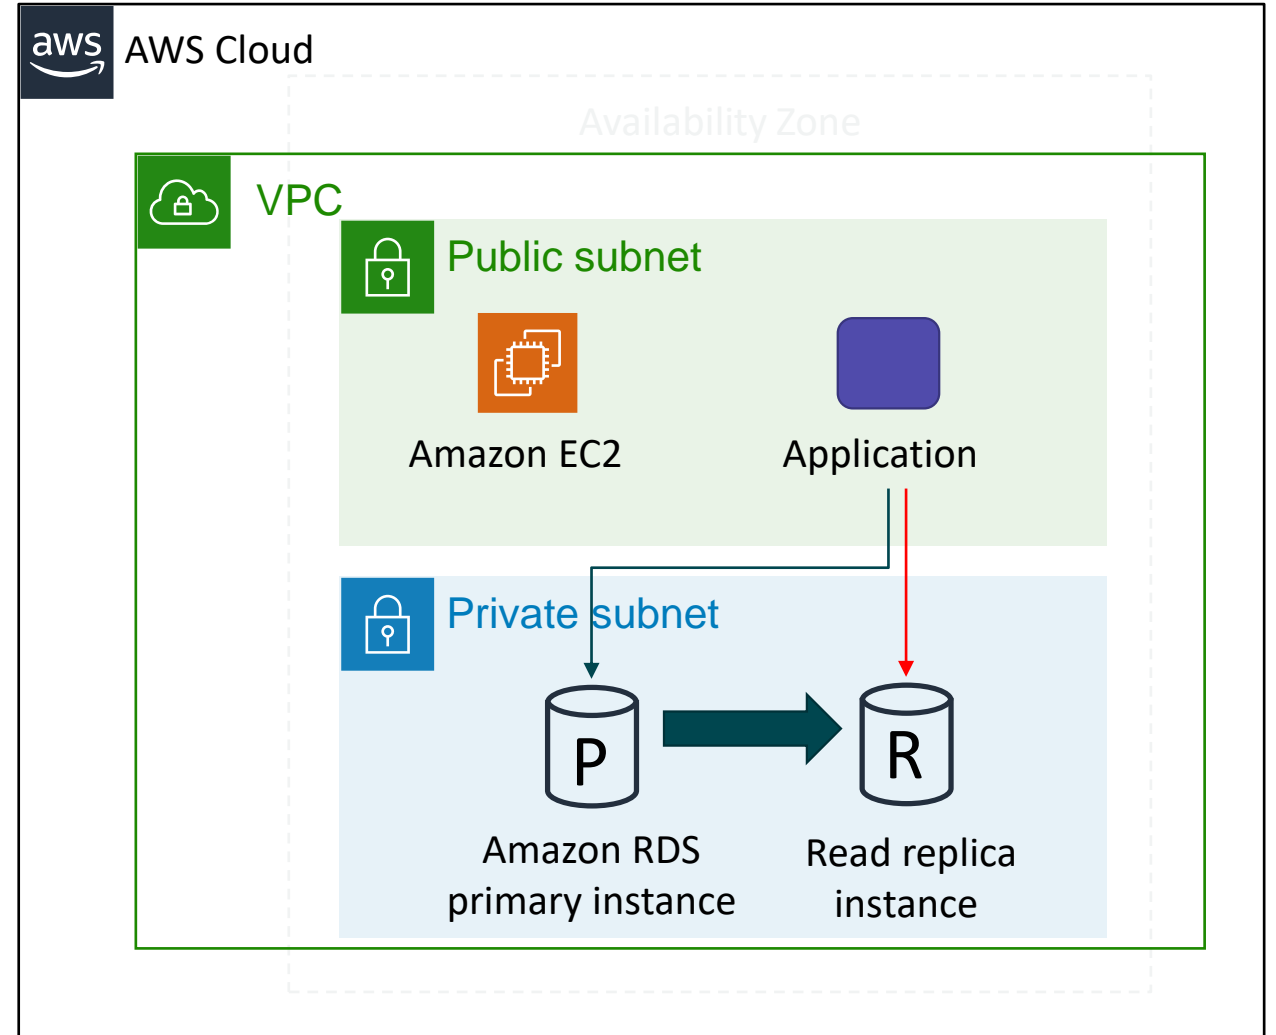 aws
AWS Cloud
Availability Zone
VPC
Public subnet
Amazon EC2
Application
Private subnet
P
R
Amazon RDS
primary instance
Read replica
instance